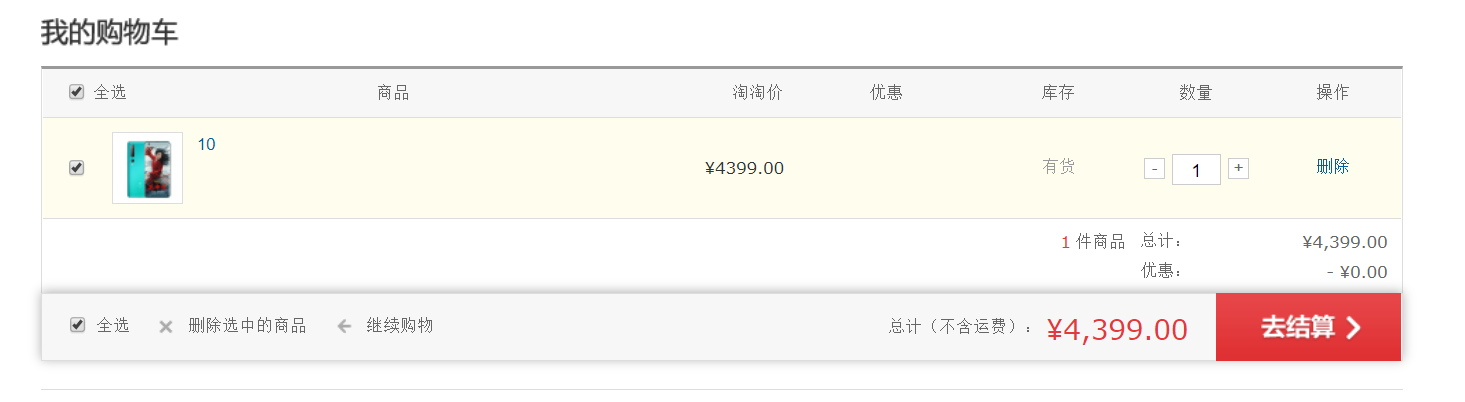 我的购物车
全选 商品 淘淘价 优惠 库存 数量 操作
10
¥4399.00 有货 - 1 + 删除
1 件商品 总计： ¥4,399.00
优惠： - ¥0.00
全选 删除选中的商品 继续购物 总计（不含运费）： ¥4,399.00 去结算